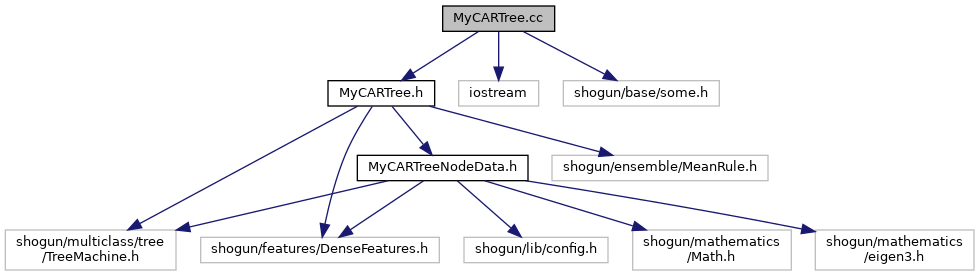 MyCARTree.cc
MyCARTree.h
iostream
shogun/base/some.h
MyCARTreeNodeData.h
shogun/ensemble/MeanRule.h
shogun/multiclass/tree
/TreeMachine.h
shogun/features/DenseFeatures.h
shogun/lib/config.h
shogun/mathematics
/Math.h
shogun/mathematics
/eigen3.h